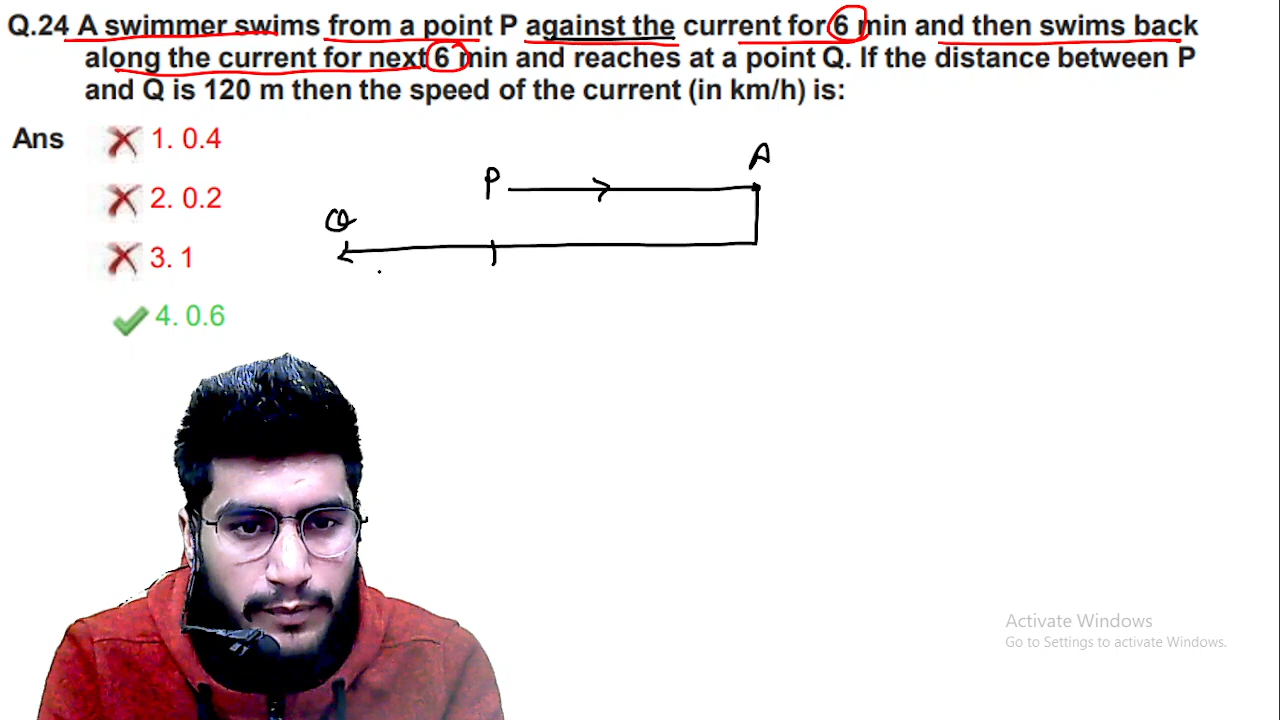 Q.24 A swimmer swims from a point P against the current for 6 min and then swims back
along the current for next 6 min and reaches at a point Q. If the distance between P
and Q is 120 m then the speed of the current (in km/h) is:
Ans
1. 0.4
2. 0.2
3. 1
4. 0.6
A
P
Q
Activate Windows
Go to Settings to activate Windows.